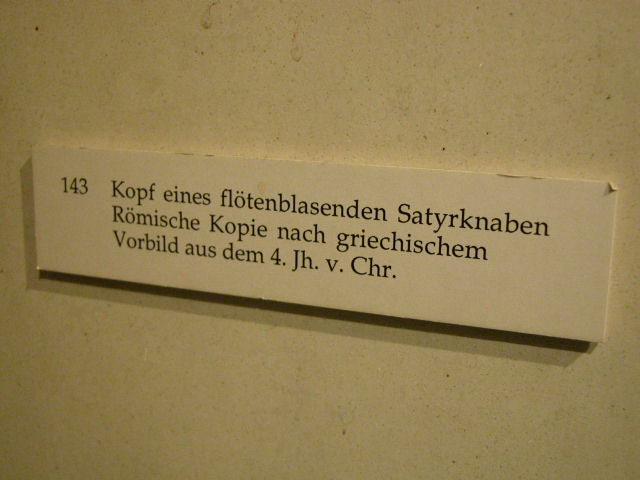 143 Kopf eines flötenblasenden Satyrknaben
Römische Kopie nach griechischem
Vorbild aus dem 4. Jh. v. Chr.